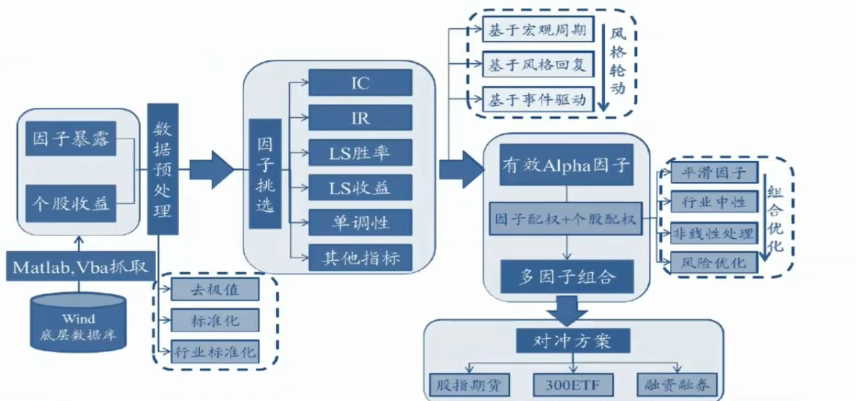 因子暴露
个股收益
Matlab,Vba抓取
Wind
底层数据库
数据预处理
去极值
标准化
行业标准化
因子挑选
IC
IR
LS胜率
LS收益
单调性
其他指标
基于宏观周期
基于风格回复
基于事件驱动
风格轮动
有效Alpha因子
因子配权+个股配权
多因子组合
平滑因子
行业中性
非线性处理
风险优化
组合优化
对冲方案
股指期货
300ETF
融资融券